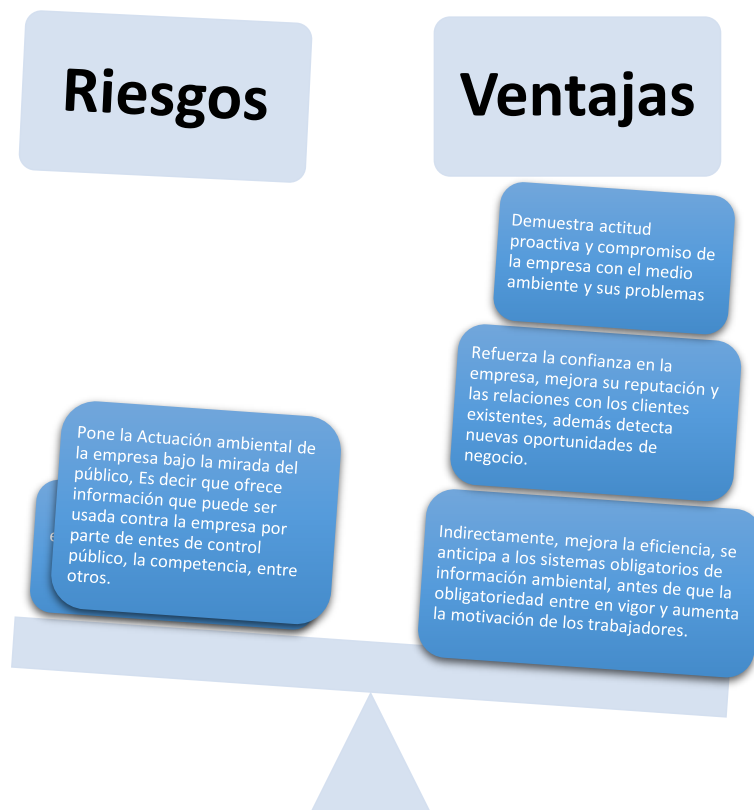 Riesgos
Ventajas
Demuestra actitud
proactiva y compromiso de
la empresa con el medio
ambiente y sus problemas
Refuerza la confianza en la
empresa, mejora su reputación y
las relaciones con los clientes
existentes, además detecta
nuevas oportunidades de
negocio.
Pone la Actuación ambiental de
la empresa bajo la mirada del
público, Es decir que ofrece
información que puede ser
usada contra la empresa por
parte de entes de control
público, la competencia, entre
otros.
Indirectamente, mejora la eficiencia, se
anticipa a los sistemas obligatorios de
información ambiental, antes de que la
obligatoriedad entre en vigor y aumenta
la motivación de los trabajadores.